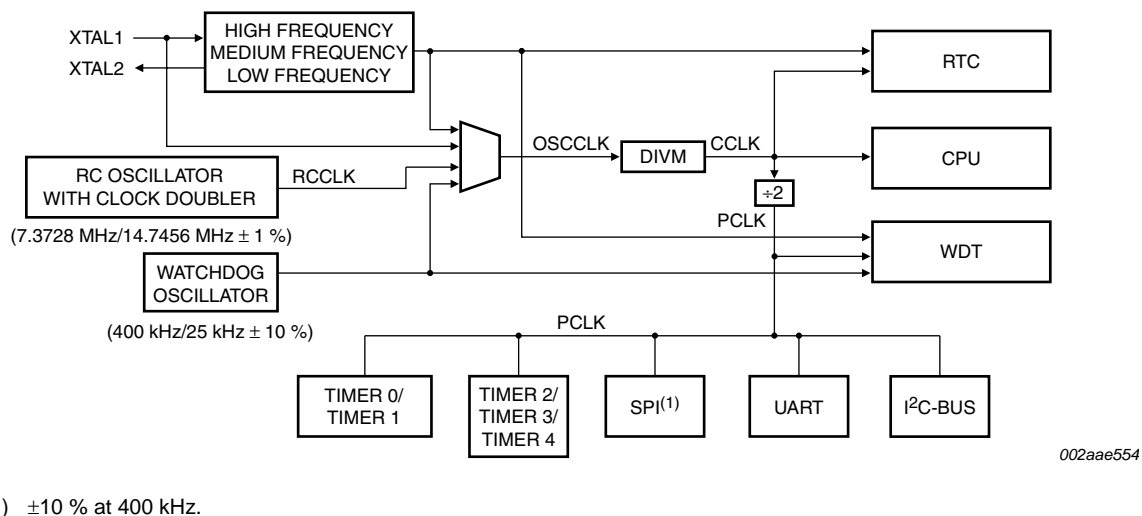 XTAL1
XTAL2
HIGH FREQUENCY
MEDIUM FREQUENCY
LOW FREQUENCY
RTC
OSCCLK
DIVM
CCLK
CPU
RC OSCILLATOR
WITH CLOCK DOUBLER
RCCLK
÷2
(7.3728 MHz/14.7456 MHz ± 1 %)
PCLK
WDT
WATCHDOG
OSCILLATOR
(400 kHz/25 kHz ± 10 %)
PCLK
TIMER 0/
TIMER 1
TIMER 2/
TIMER 3/
TIMER 4
SPI(1)
UART
I2C-BUS
002aae554
) ±10 % at 400 kHz.